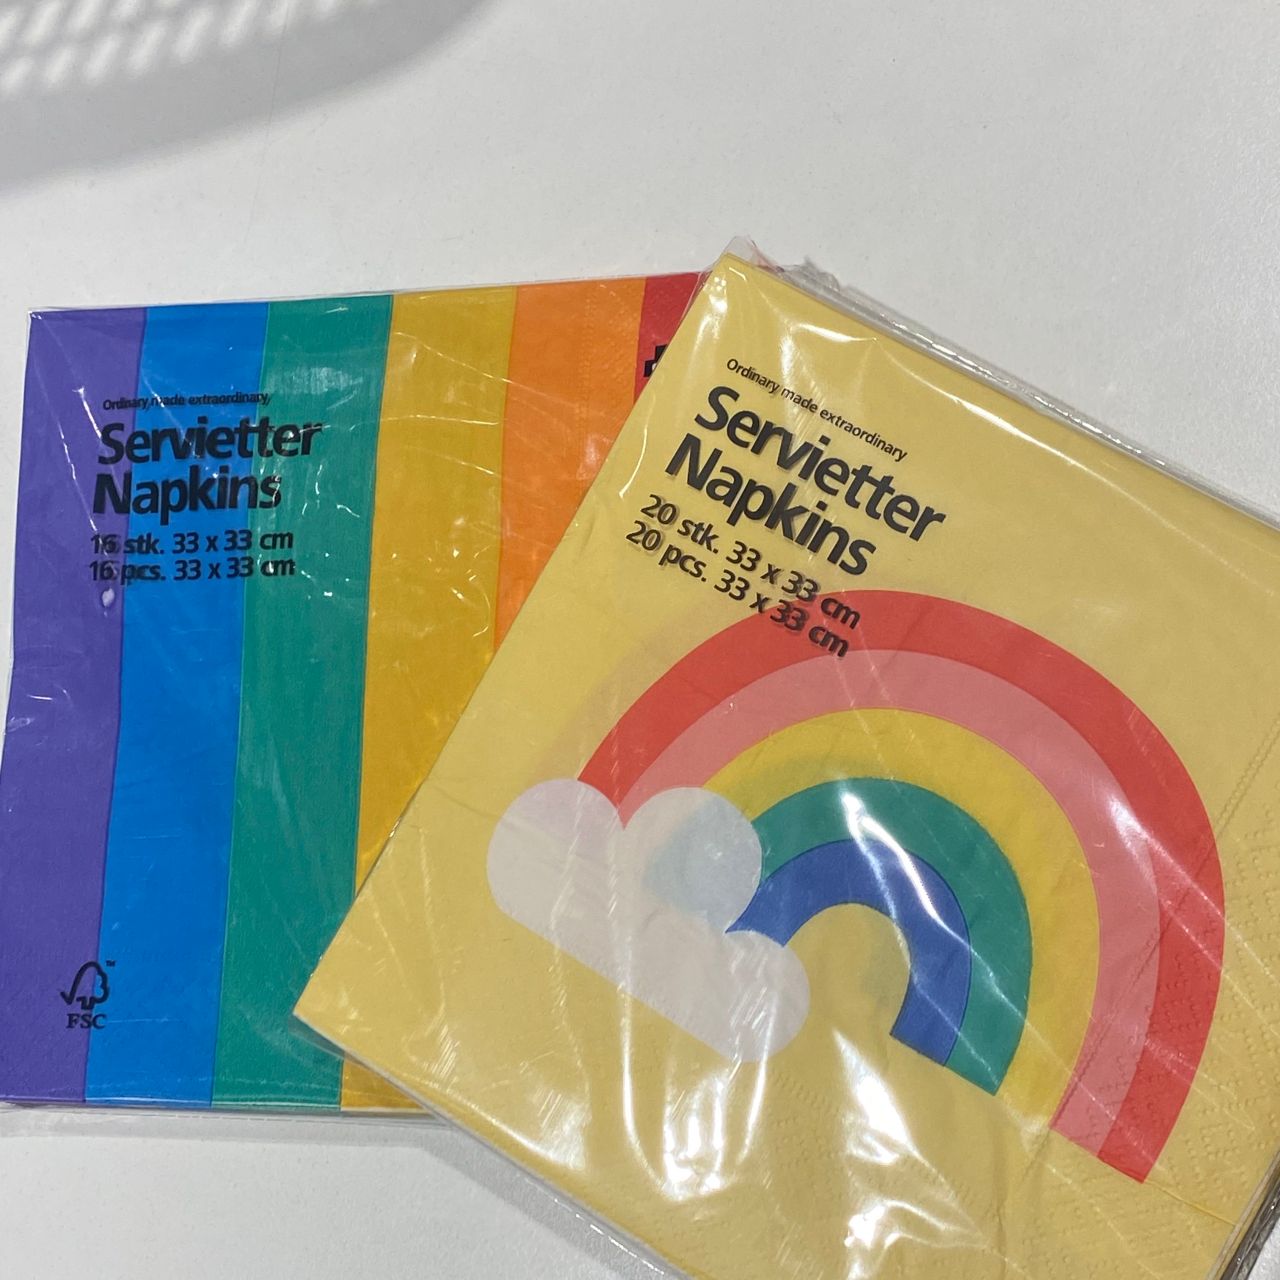 Ordinary made extraordinary
Servietter
Napkins
16 stk. 33 x 33 cm
16 pcs. 33 x 33 cm
FSC
™
Ordinary made extraordinary
Servietter
Napkins
20 stk. 33 x 33 cm
20 pcs. 33 x 33 cm